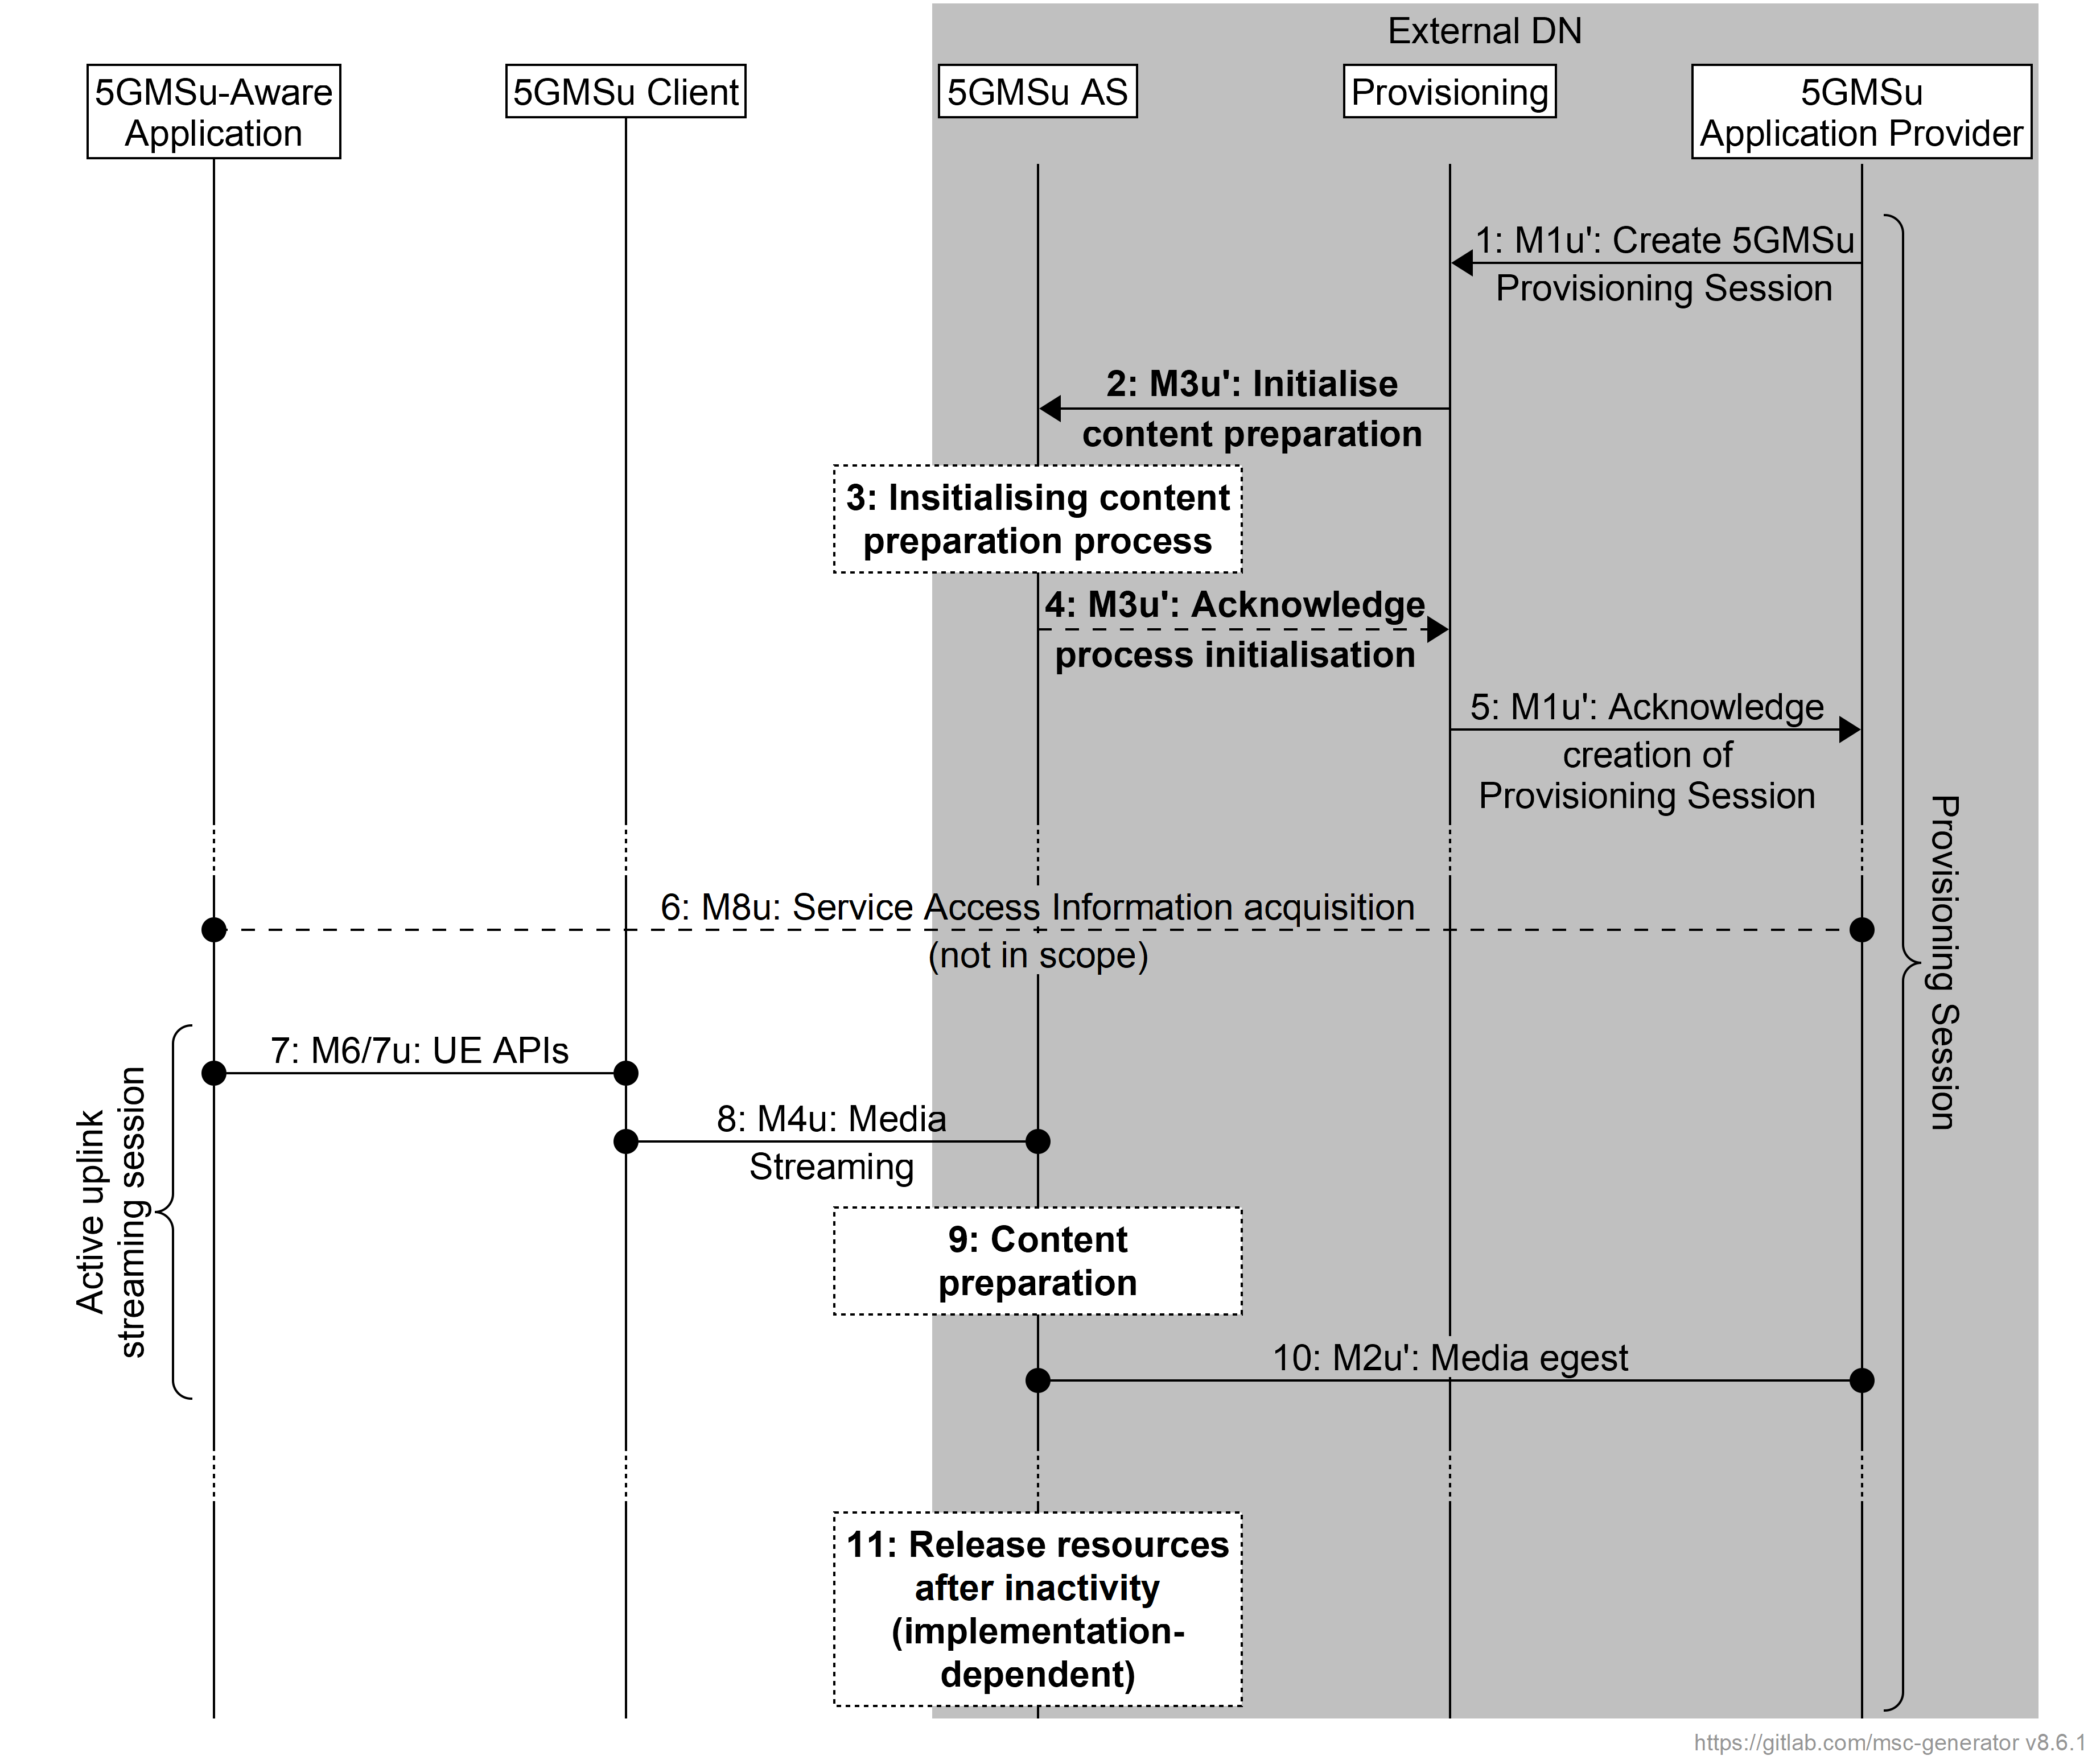 External DN
5GMSu-Aware
Application
5GMSu Client
5GMSu AS
Provisioning
5GMSu
Application Provider
1: M1u': Create 5GMSu
Provisioning Session
2: M3u': Initialise
content preparation
3: Insitialising content
preparation process
4: M3u': Acknowledge
process initialisation
5: M1u': Acknowledge
creation of
Provisioning Session
6: M8u: Service Access Information acquisition
(not in scope)
7: M6/7u: UE APIs
8: M4u: Media
Streaming
9: Content
preparation
10: M2u': Media egest
11: Release resources
after inactivity
(implementation-
dependent)
Active uplink
streaming session
Provisioning Session
https://gitlab.com/msc-generator v8.6.1